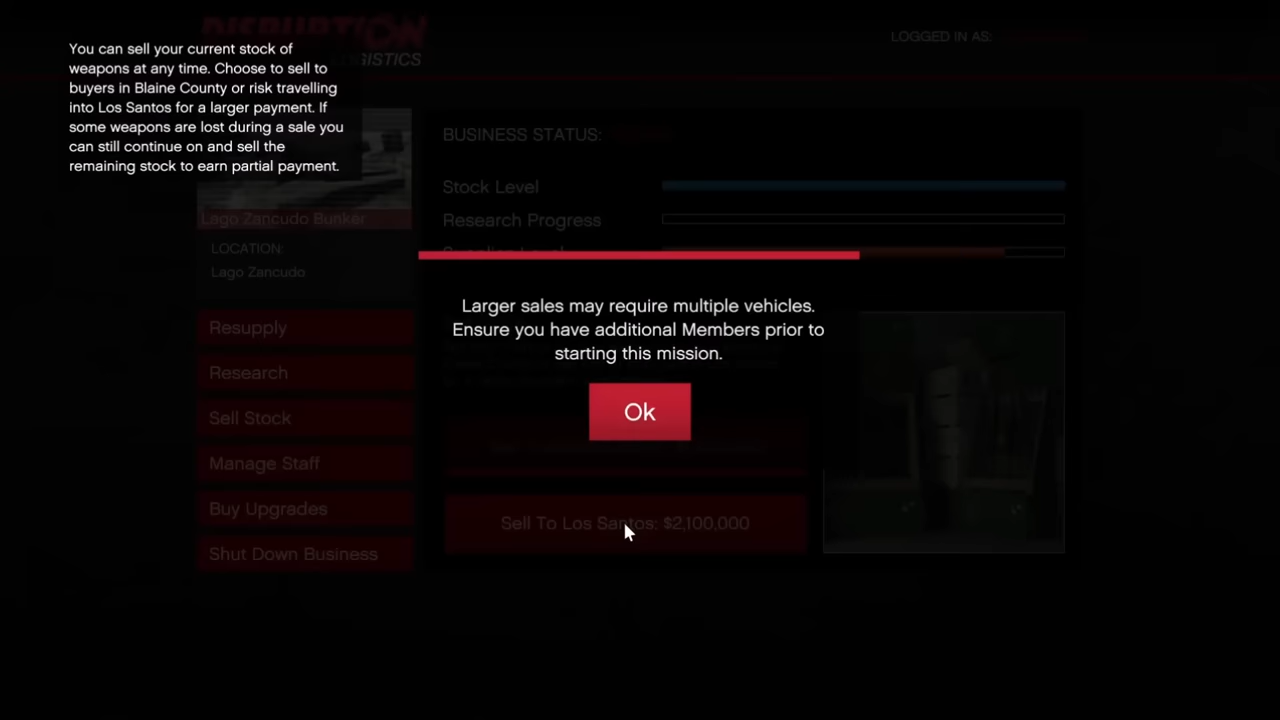 DISRUPTION
LOGISTICS
LOGGED IN AS:
You can sell your current stock of
weapons at any time. Choose to sell to
buyers in Blaine County or risk travelling
into Los Santos for a larger payment. If
some weapons are lost during a sale you
can still continue on and sell the
remaining stock to earn partial payment.
Lago Zancudo Bunker
LOCATION:
Lago Zancudo
Resupply
Research
Sell Stock
Manage Staff
Buy Upgrades
Shut Down Business
BUSINESS STATUS:
Stock Level
Research Progress
Supplies Level
Larger sales may require multiple vehicles.
Ensure you have additional Members prior to
starting this mission.
Ok
Sell To Los Santos: $2,100,000